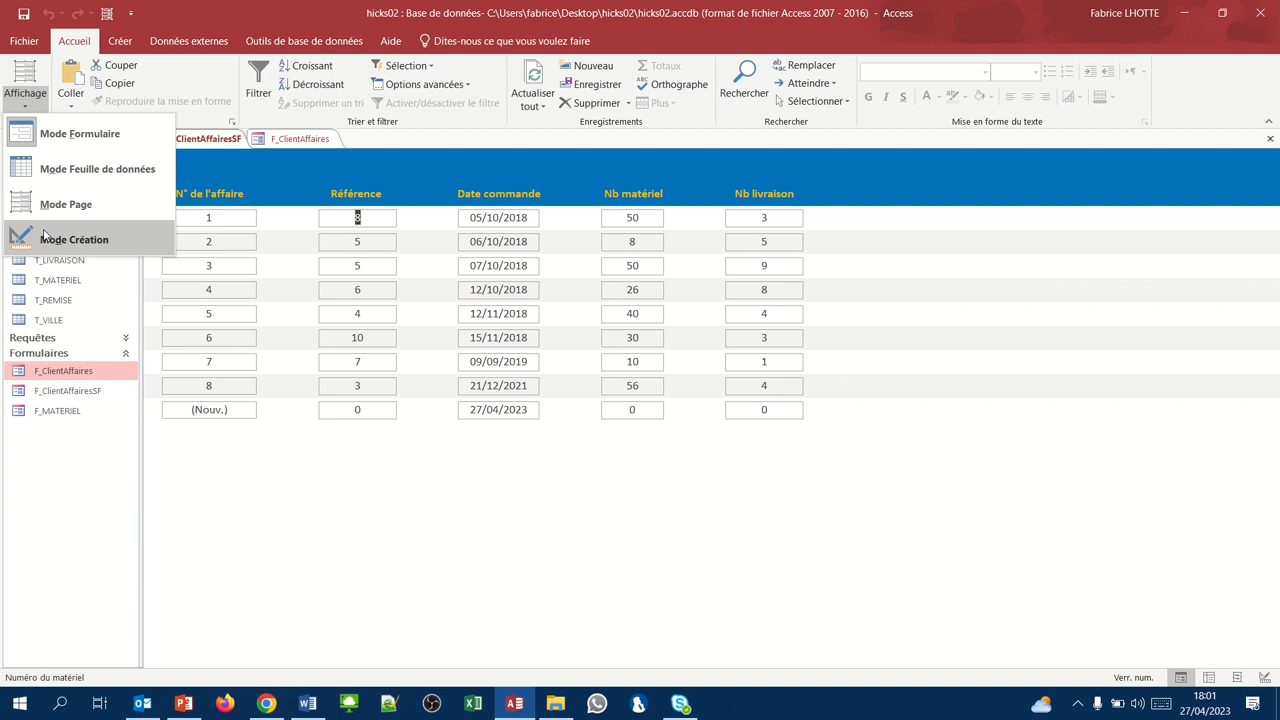 hicks02 : Base de données- C:\Users\fabrice\Desktop\hicks02\hicks02.accdb (format de fichier Access 2007 - 2016) - Access
Fabrice LHOTTE
Fichier Accueil Créer Données externes Outils de base de données Aide Dites-nous ce que vous voulez faire
Affichage
Coller
Couper
Copier
Reproduire la mise en forme
Filtrer
Croissant
Décroissant
Supprimer un tri
Sélection
Options avancées
Activer/désactiver le filtre
Trier et filtrer
Actualiser
tout
Nouveau
Enregistrer
Supprimer
Totaux
Orthographe
Plus
Enregistrements
Rechercher
Remplacer
Atteindre
Sélectionner
Rechercher
G I S
A
Mise en forme du texte
Mode Formulaire
Mode Feuille de données
Mode Page
Mode Création
ClientAffairesSF F_ClientAffaires
N° de l'affaire Référence Date commande Nb matériel Nb livraison
1 8 05/10/2018 50 3
2 5 06/10/2018 8 5
3 5 07/10/2018 50 9
4 6 12/10/2018 26 8
5 4 12/11/2018 40 4
6 10 15/11/2018 30 3
7 7 09/09/2019 10 1
8 3 21/12/2021 56 4
(Nouv.) 0 27/04/2023 0 0
T_LIVRAISON
T_MATERIEL
T_REMISE
T_VILLE
Requêtes
Formulaires
F_ClientAffaires
F_ClientAffairesSF
F_MATERIEL
Numéro du matériel
Verr. num.
18:01
27/04/2023